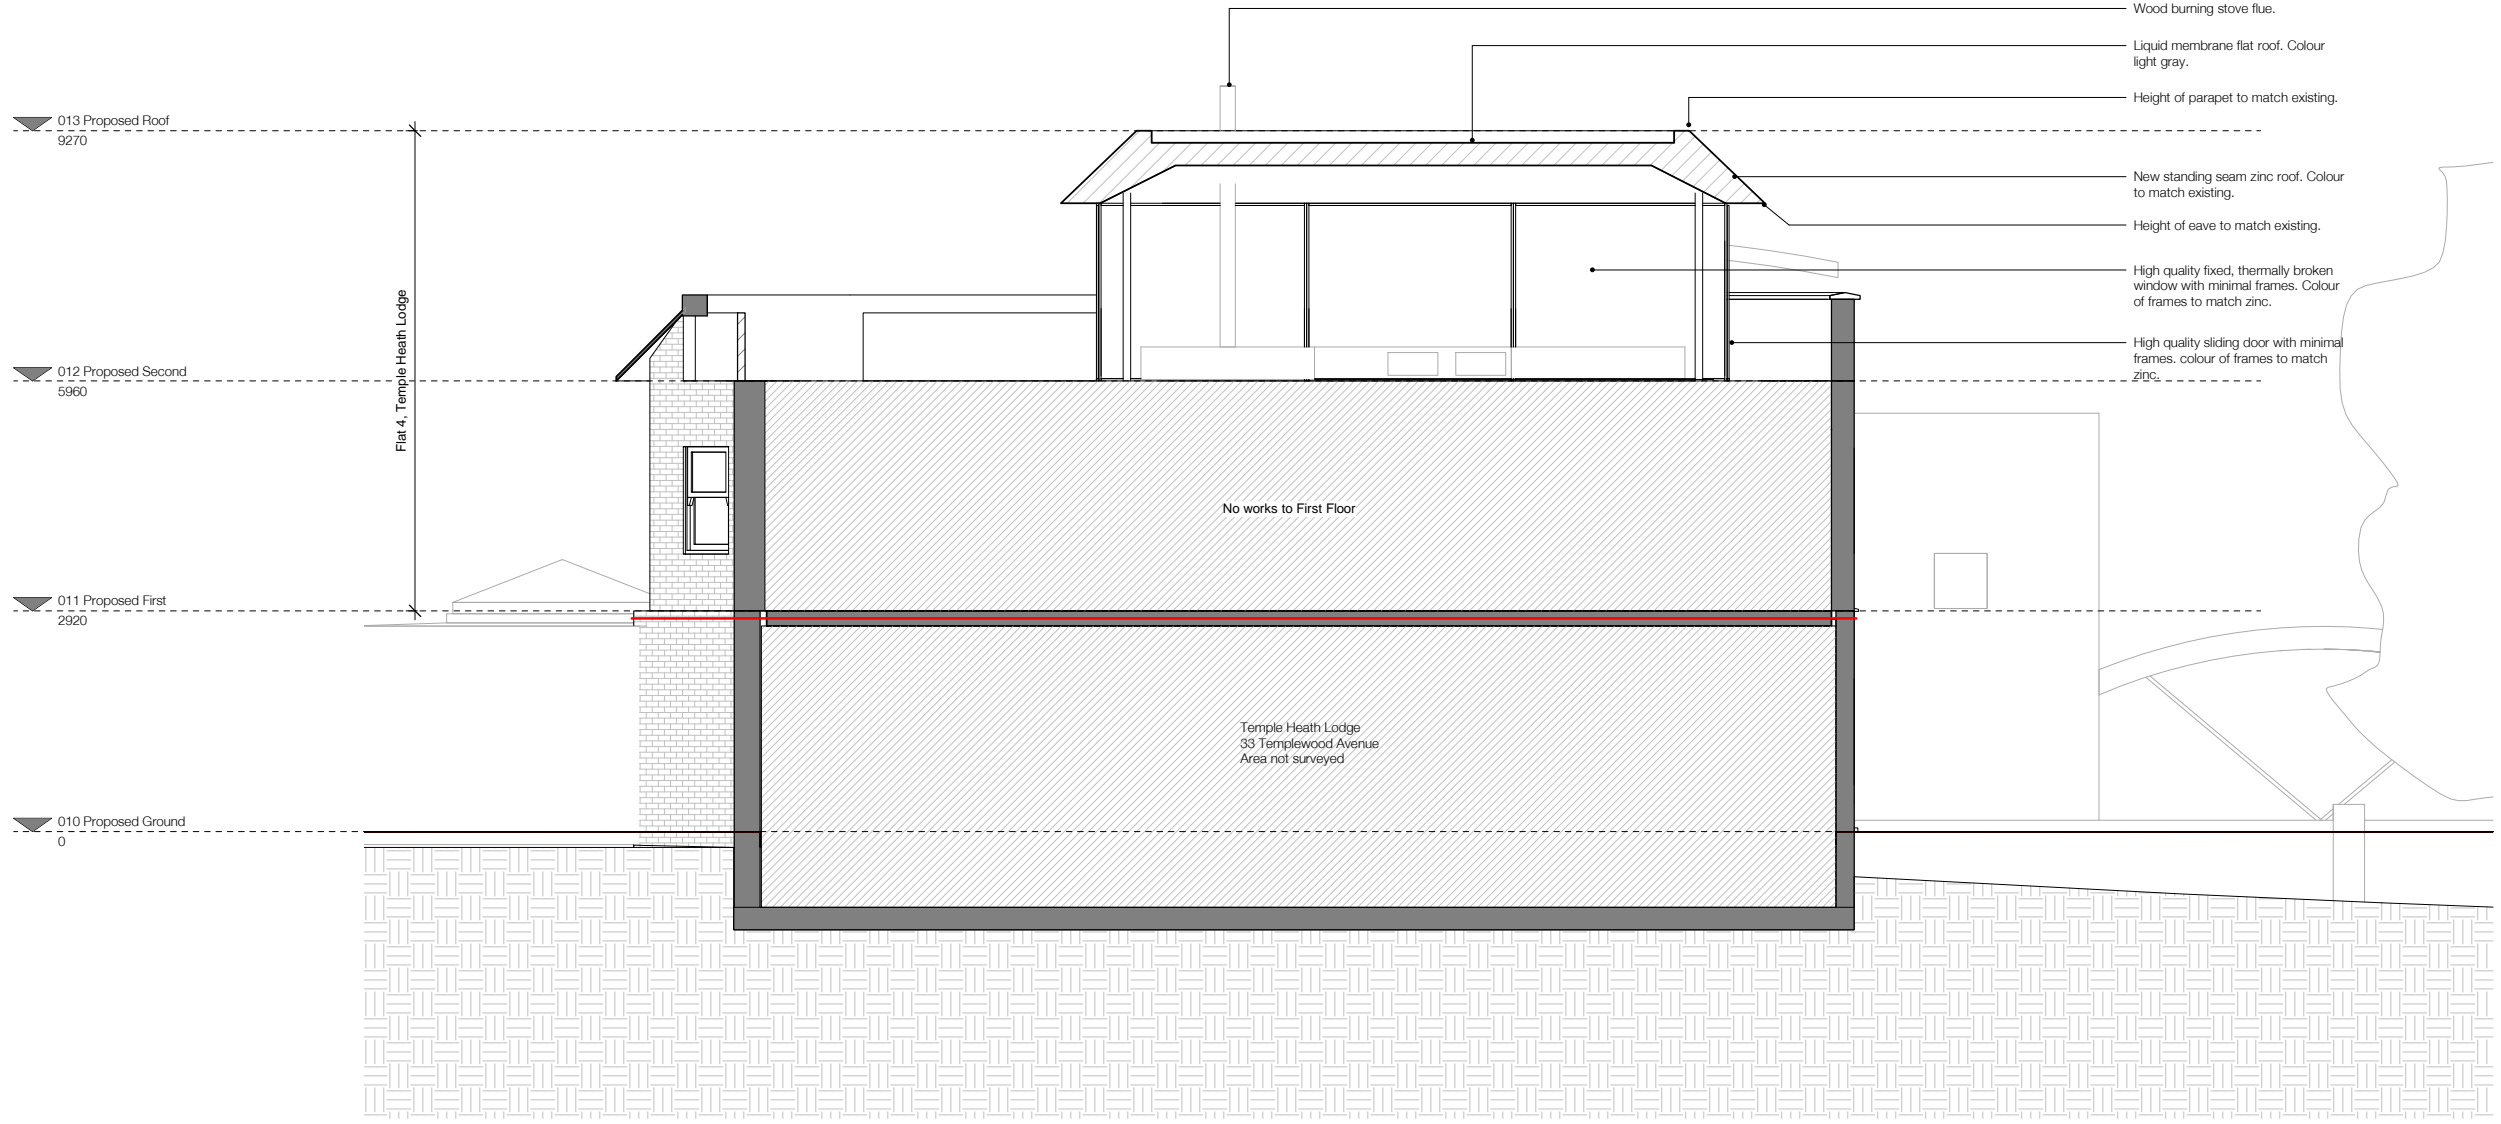 Wood burning stove flue.
Liquid membrane flat roof. Colour
light gray.
Height of parapet to match existing.
013 Proposed Roof
9270
New standing seam zinc roof. Colour
to match existing.
Height of eave to match existing.
High quality fixed, thermally broken
window with minimal frames. Colour
of frames to match zinc.
High quality sliding door with minimal
frames. colour of frames to match
zinc.
Flat 4, Temple Heath Lodge
012 Proposed Second
5960
No works to First Floor
011 Proposed First
2920
Temple Heath Lodge
33 Templewood Avenue
Area not surveyed
010 Proposed Ground
0